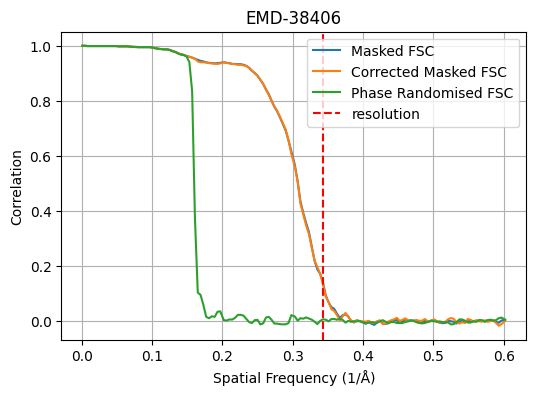 EMD-38406
Masked FSC
Corrected Masked FSC
Phase Randomised FSC
resolution
Correlation
1.0
0.8
0.6
0.4
0.2
0.0
0.0 0.1 0.2 0.3 0.4 0.5 0.6
Spatial Frequency (1/Å)